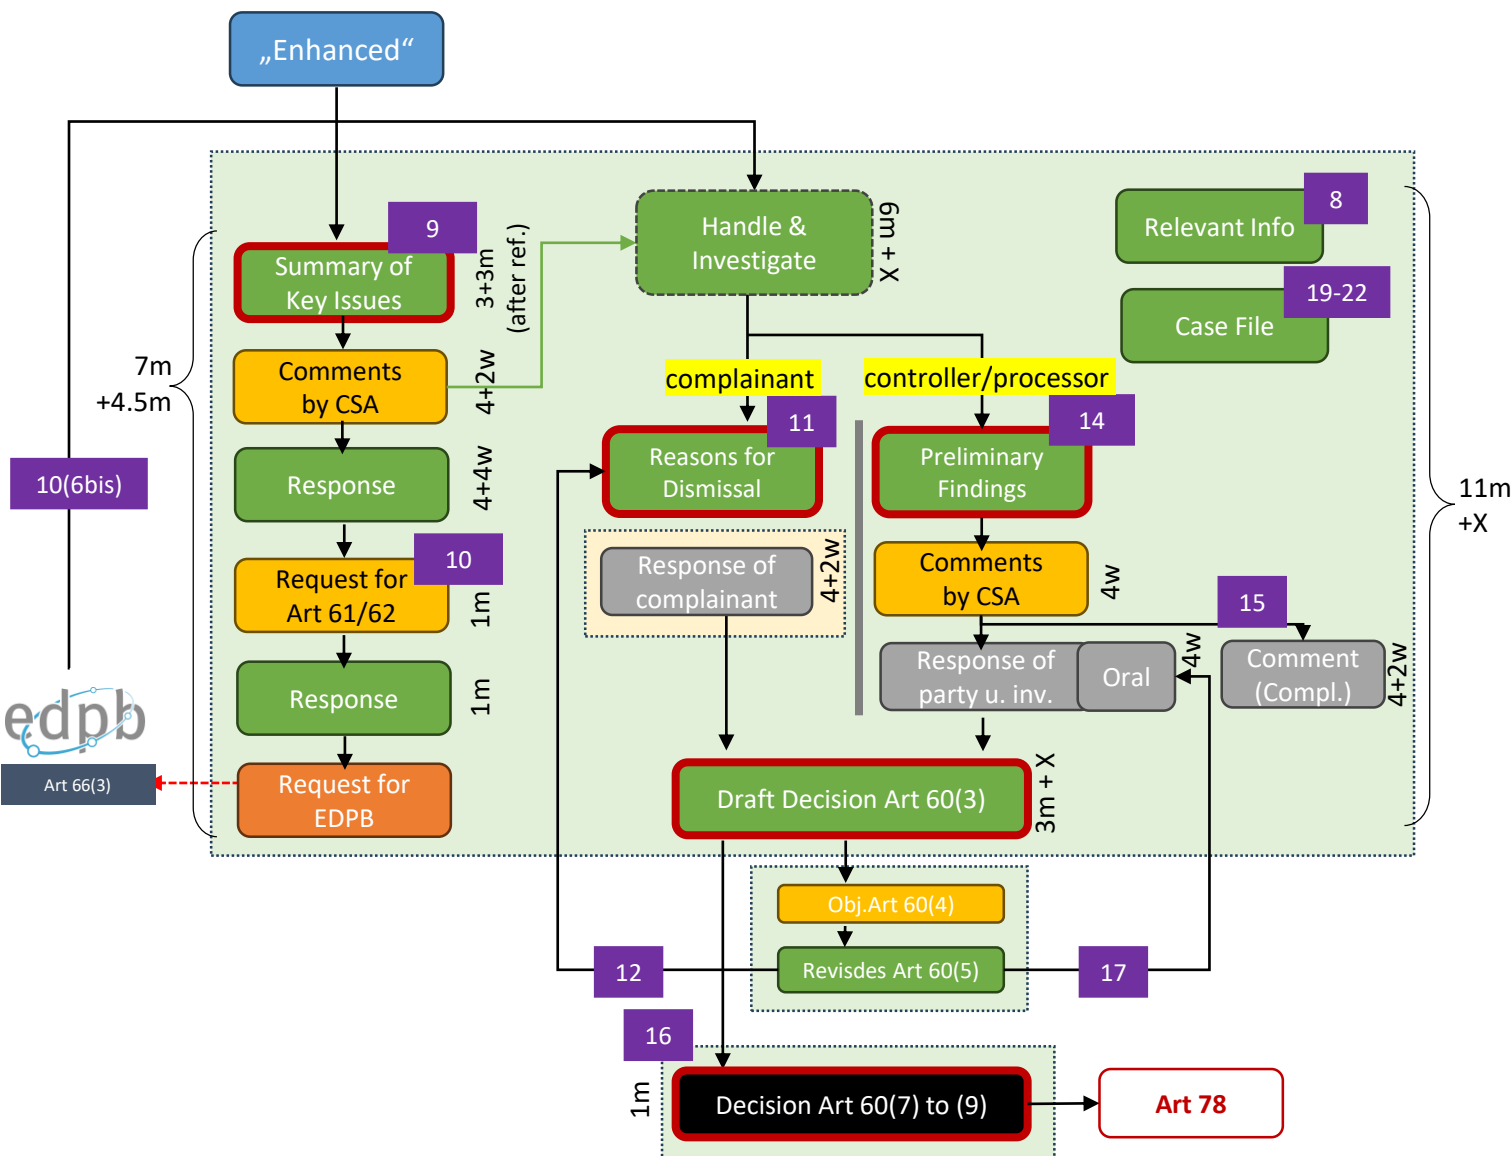 „Enhanced“
9
Summary of
Key Issues
3+3m
(after ref.)
Handle &
Investigate
6m + X
8
Relevant Info
19-22
Case File
7m
+4.5m
Comments
by CSA
4+2w
complainant
controller/processor
11
Reasons for
Dismissal
14
Preliminary
Findings
10(6bis)
Response
4+4w
11m
+X
10
Request for
Art 61/62
1m
Response of
complainant
4+2w
Comments
by CSA
4w
15
Response
1m
Response of
party u. inv.
Oral
4w
Comment
(Compl.)
4+2w
edpb
Art 66(3)
Request for
EDPB
Draft Decision Art 60(3)
3m + X
Obj.Art 60(4)
12
Revisdes Art 60(5)
17
16
1m
Decision Art 60(7) to (9)
Art 78